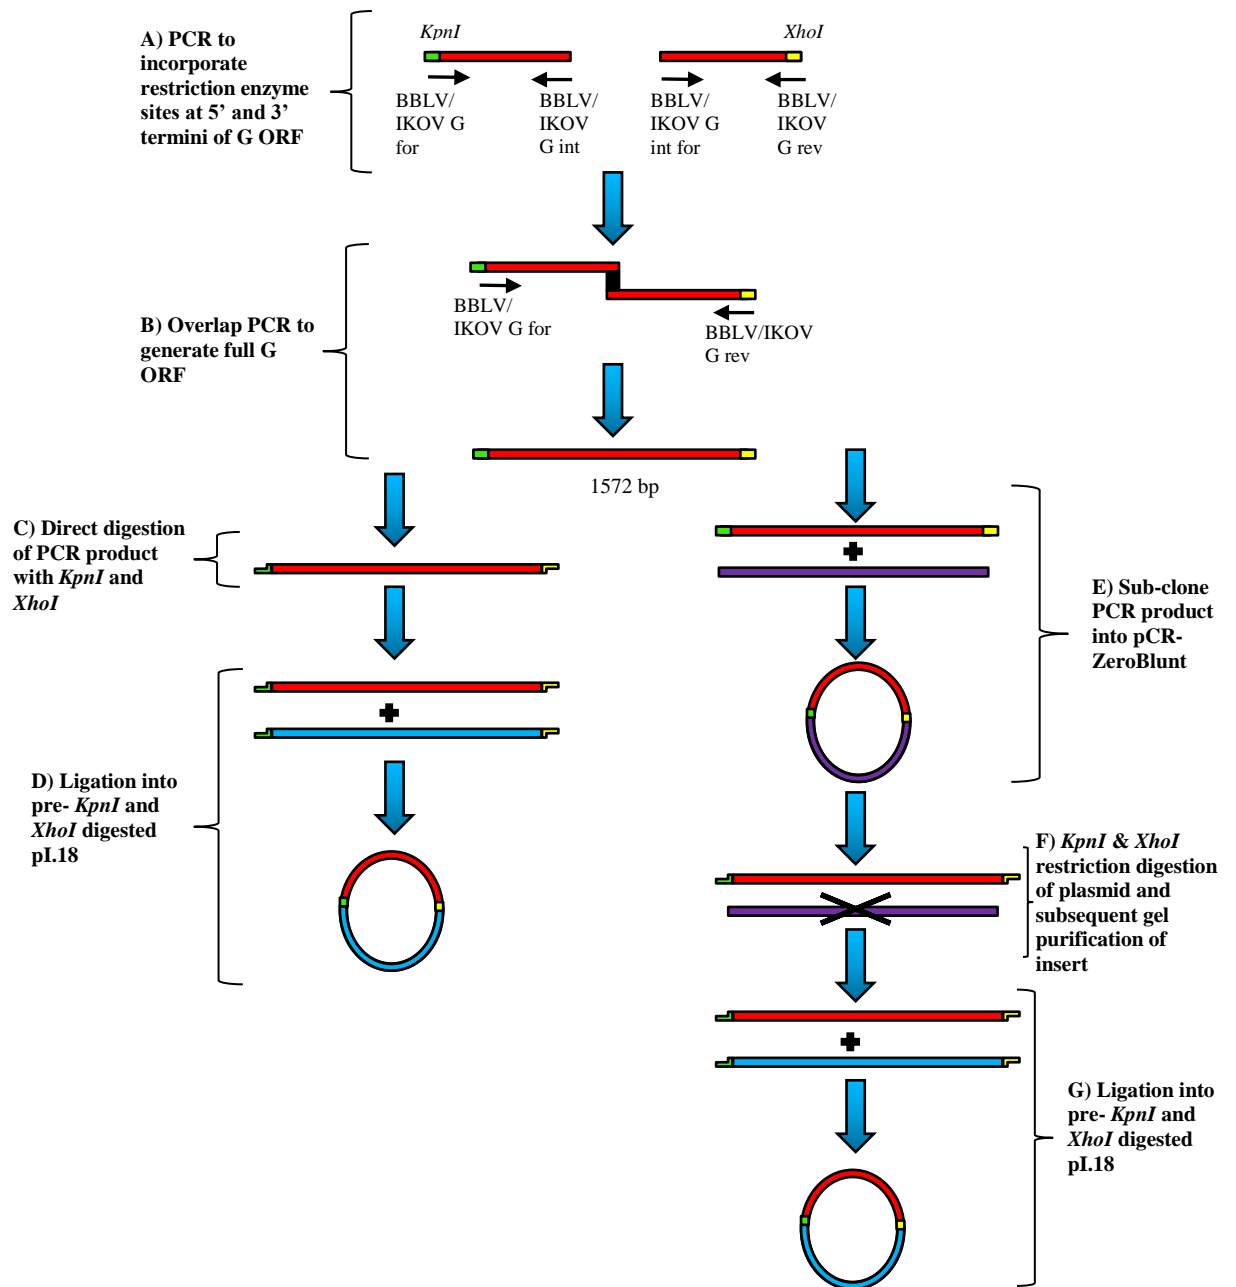 A) PCR to
incorporate
restriction enzyme
sites at 5’ and 3’
termini of G ORF
KpnI
XhoI
BBLV/
IKOV G
for
BBLV/
IKOV
G int
BBLV/
IKOV G
int for
BBLV/
IKOV
G rev
B) Overlap PCR to
generate full G
ORF
BBLV/
IKOV G for
BBLV/IKOV
G rev
1572 bp
C) Direct digestion
of PCR product
with KpnI and
XhoI
D) Ligation into
pre- KpnI and
XhoI digested
pI.18
E) Sub-clone
PCR product
into pCR-
ZeroBlunt
F) KpnI & XhoI
restriction digestion
of plasmid and
subsequent gel
purification of
insert
G) Ligation into
pre- KpnI and
XhoI digested
pI.18